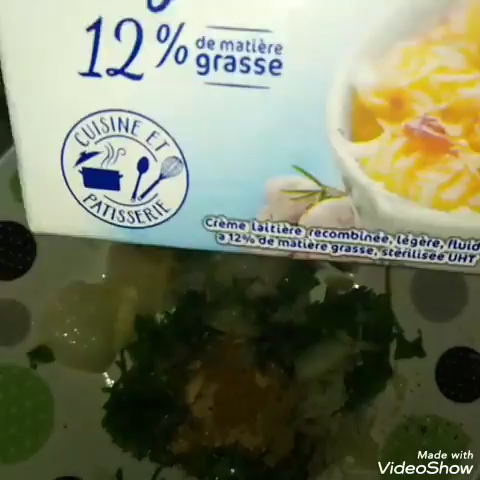 12% de matière
grasse
CUISINE ET
PATISSERIE
Crème laitière recombinée, légère, fluid
à 12% de matière grasse, stérilisée UHT
Made with
VideoShow